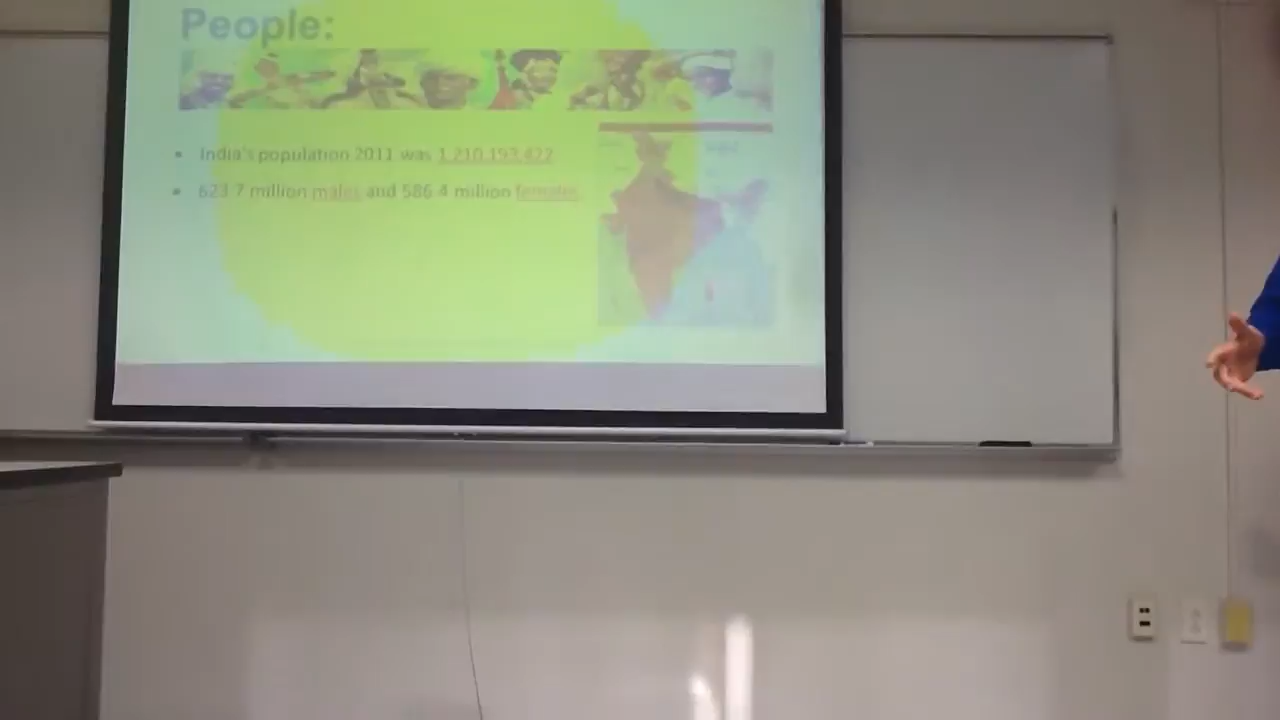 People:
• India's population 2011 was 1,210,193,422
• 623.7 million males and 586.4 million females